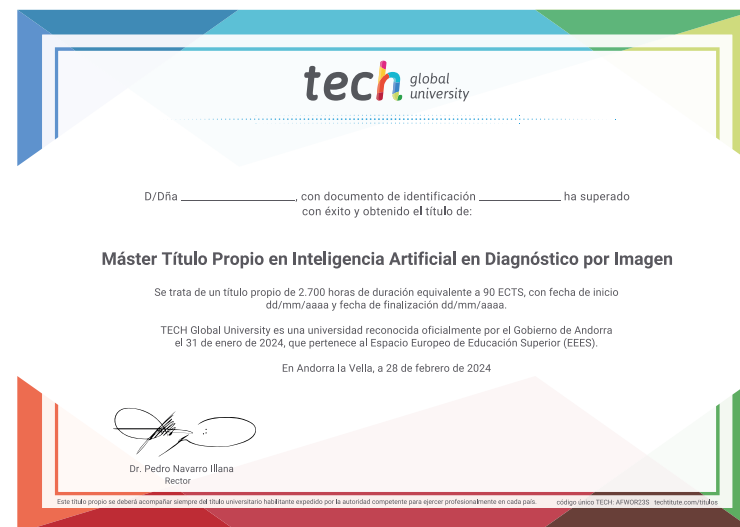 tech global university
D/Dña ____________________, con documento de identificación ______________ ha superado
con éxito y obtenido el título de:
Máster Título Propio en Inteligencia Artificial en Diagnóstico por Imagen
Se trata de un título propio de 2.700 horas de duración equivalente a 90 ECTS, con fecha de inicio
dd/mm/aaaa y fecha de finalización dd/mm/aaaa.
TECH Global University es una universidad reconocida oficialmente por el Gobierno de Andorra
el 31 de enero de 2024, que pertenece al Espacio Europeo de Educación Superior (EEES).
En Andorra la Vella, a 28 de febrero de 2024
Dr. Pedro Navarro Illana
Rector
Este título propio se deberá acompañar siempre del título universitario habilitante expedido por la autoridad competente para ejercer profesionalmente en cada país. código único TECH: AFWOR23S techtitute.com/titulos